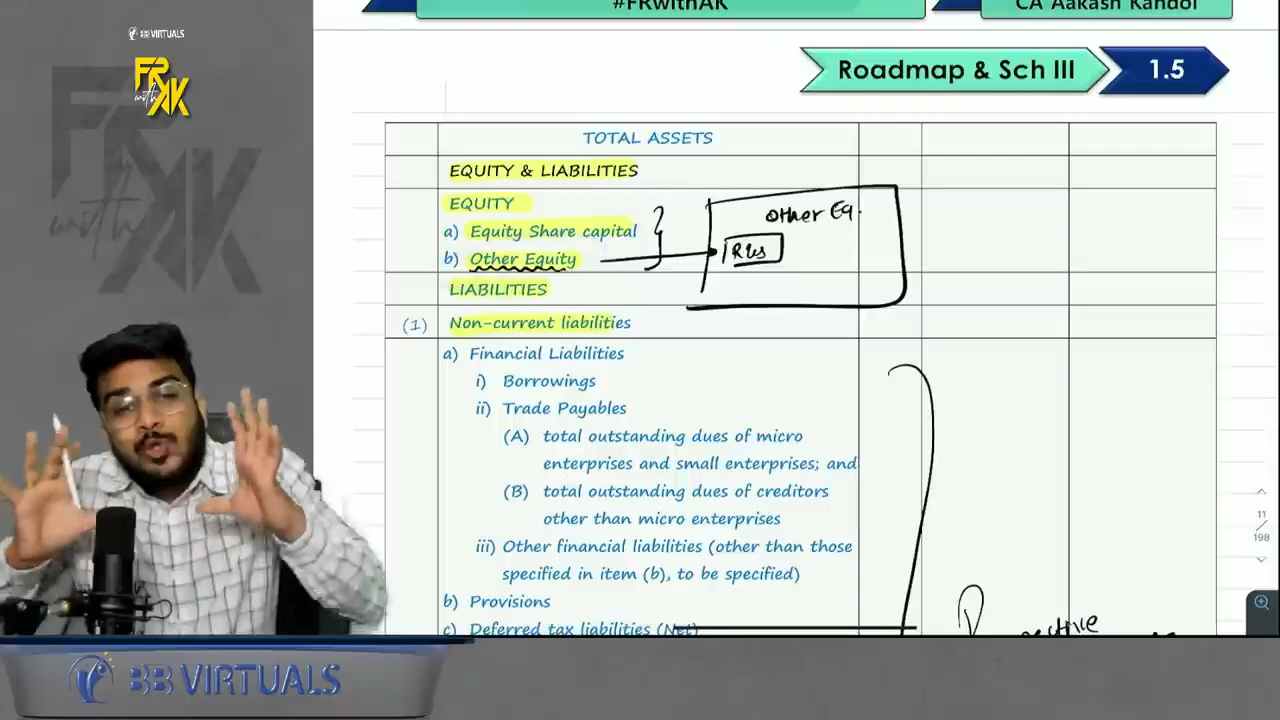 #FRwithAK
CA Aakash Kandoi
BB VIRTUALS
FR
with
AK
Roadmap & Sch III
1.5
TOTAL ASSETS
EQUITY & LIABILITIES
EQUITY
a) Equity Share capital
b) Other Equity
Other Eq.
LIABILITIES
(1) Non-current liabilities
a) Financial Liabilities
i) Borrowings
ii) Trade Payables
(A) total outstanding dues of micro
enterprises and small enterprises; and
(B) total outstanding dues of creditors
other than micro enterprises
iii) Other financial liabilities (other than those
specified in item (b), to be specified)
b) Provisions
c) Deferred tax liabilities (Net)
11
198
BB VIRTUALS